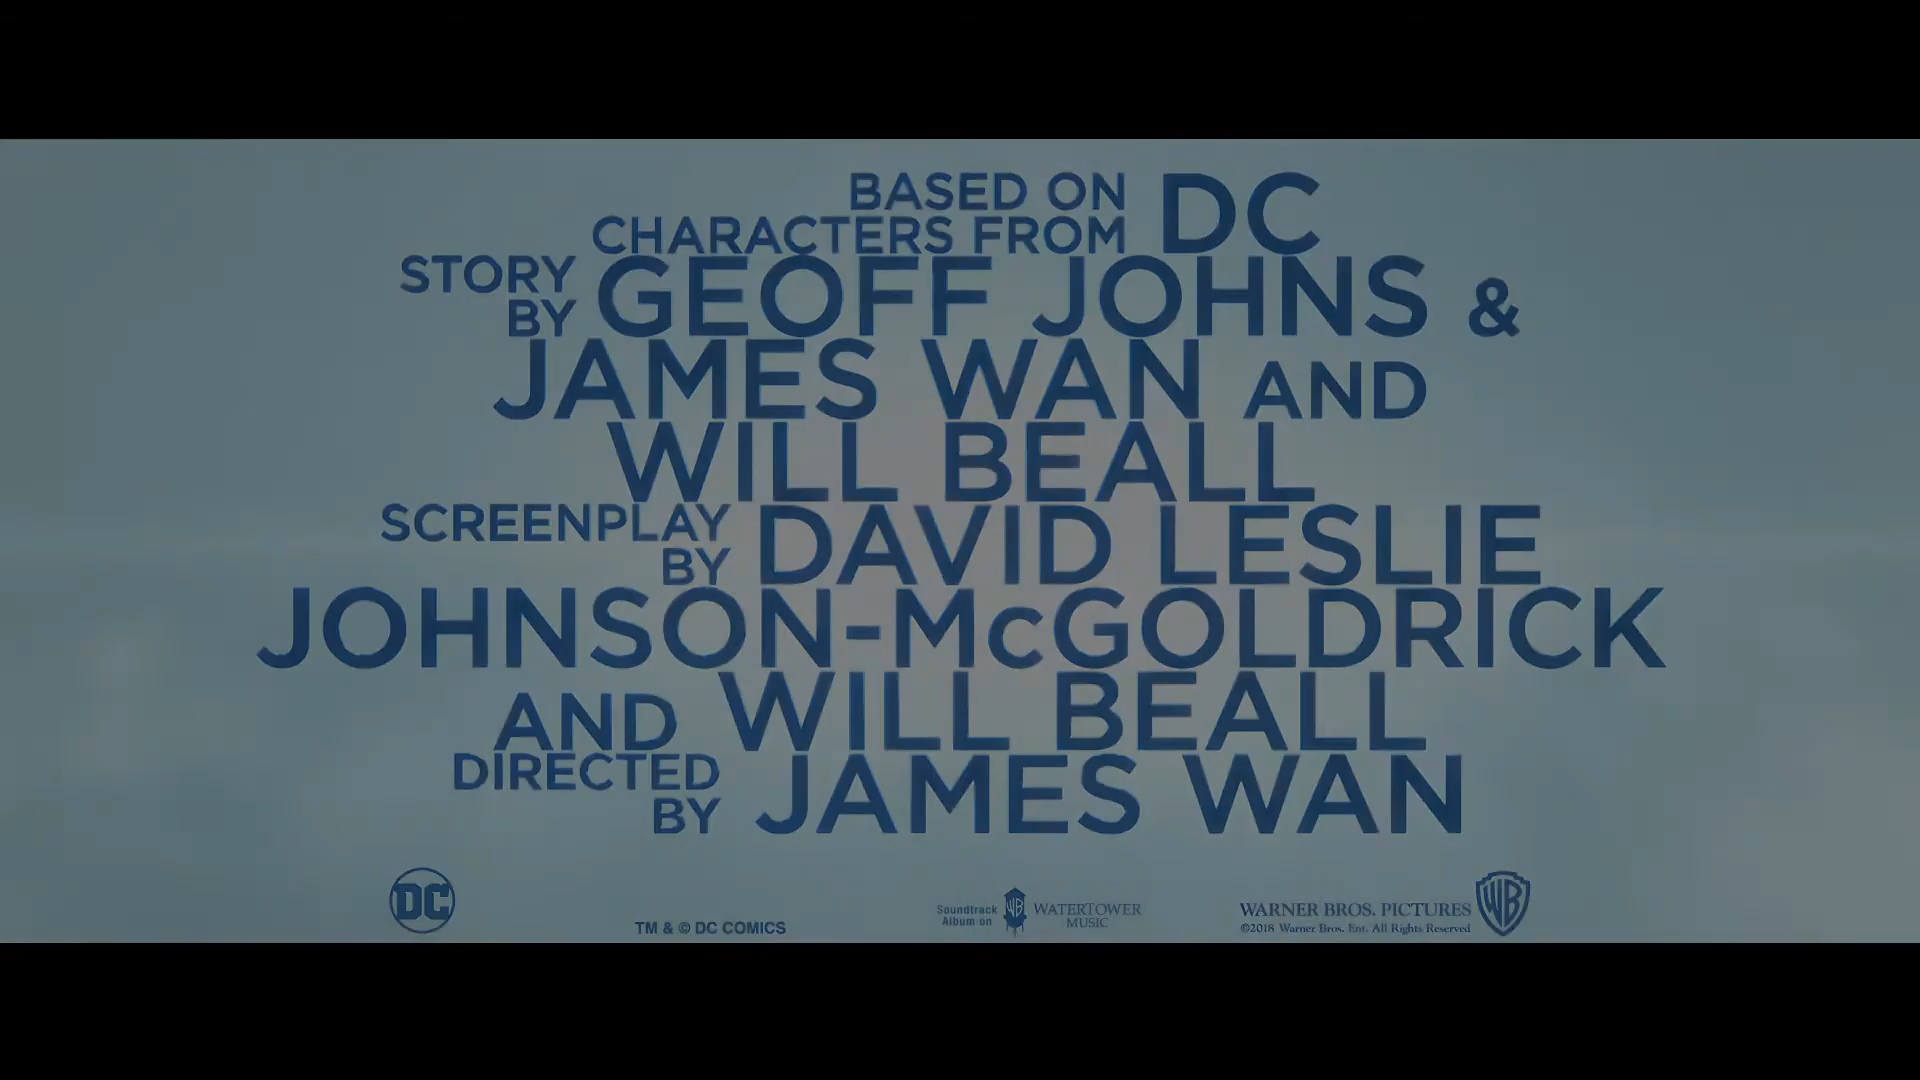 BASED ON
CHARACTERS FROM DC
STORY
BY GEOFF JOHNS &
JAMES WAN AND
WILL BEALL
SCREENPLAY
BY DAVID LESLIE
JOHNSON-McGOLDRICK
AND WILL BEALL
DIRECTED
BY JAMES WAN
DC
TM & © DC COMICS
Soundtrack
Album on
WB
WATERTOWER
MUSIC
WARNER BROS. PICTURES
©2018 Warner Bros. Ent. All Rights Reserved
WB